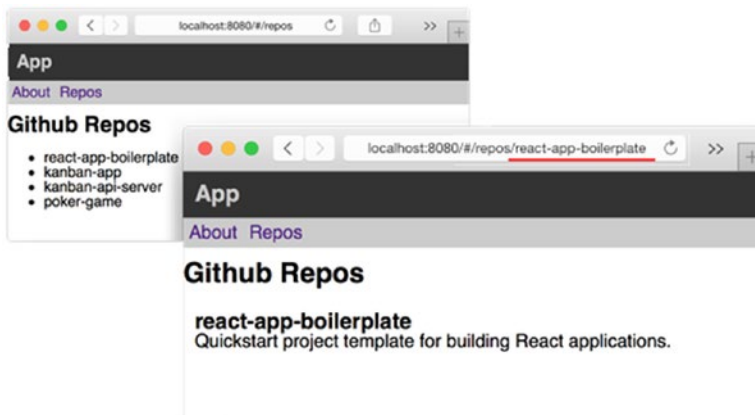 localhost:8080/#/repos
>>
+
App
About Repos
Github Repos
• react-app-boilerplate
• kanban-app
• kanban-api-server
• poker-game
localhost:8080/#/repos/react-app-boilerplate
>>
+
App
About Repos
Github Repos
react-app-boilerplate
Quickstart project template for building React applications.